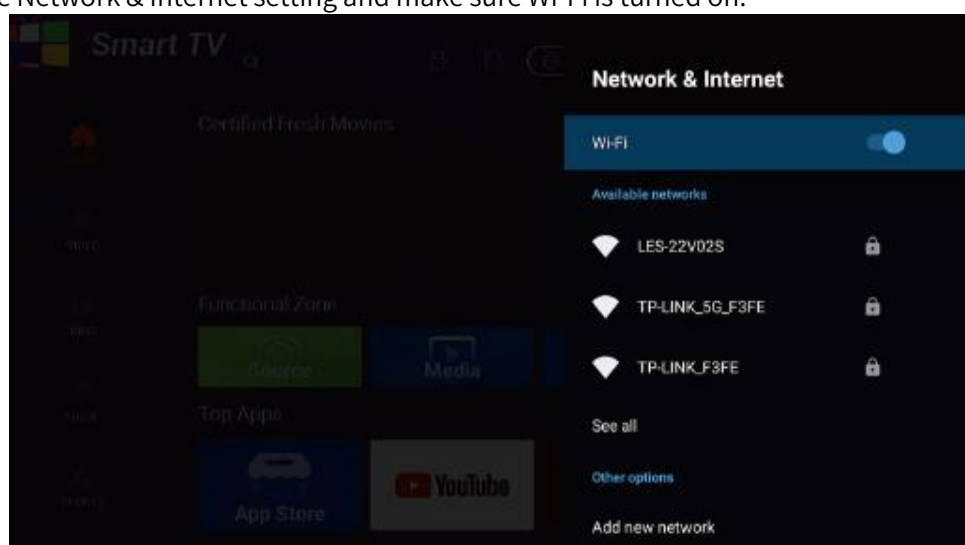 Network & Internet setting and make sure Wi-Fi is turned on.
Smart TV
Certified Fresh Movies
Functional Zone
Source
Media
Top Apps
App Store
YouTube
Network & Internet
Wi-Fi
Available networks
LES-22V02S
TP-LINK_5G_F3FE
TP-LINK_F3FE
See all
Other options
Add new network